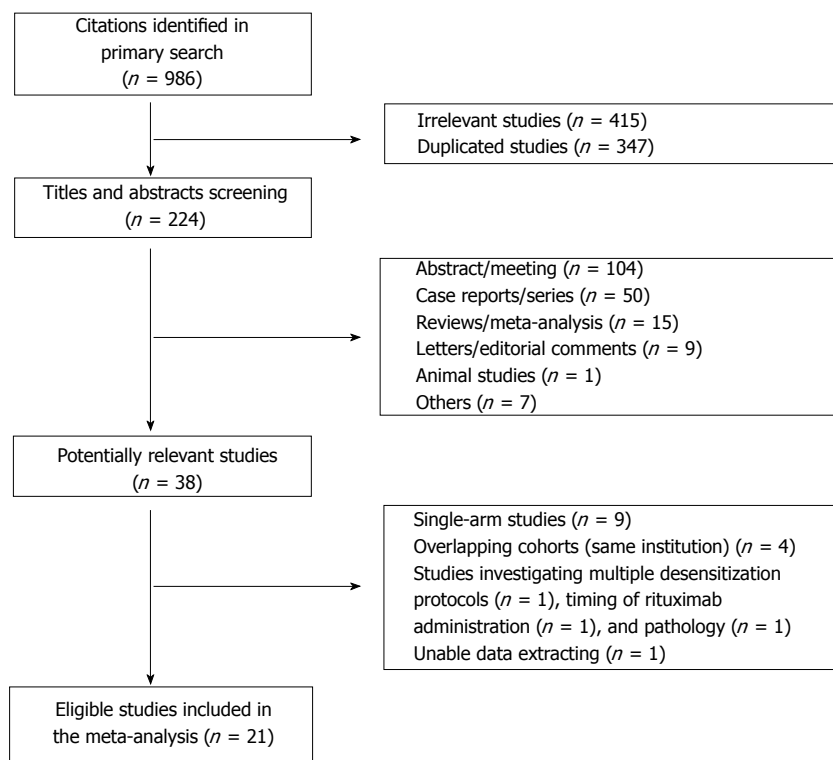 Citations identified in
primary search
(n = 986)
Irrelevant studies (n = 415)
Duplicated studies (n = 347)
Titles and abstracts screening
(n = 224)
Abstract/meeting (n = 104)
Case reports/series (n = 50)
Reviews/meta-analysis (n = 15)
Letters/editorial comments (n = 9)
Animal studies (n = 1)
Others (n = 7)
Potentially relevant studies
(n = 38)
Single-arm studies (n = 9)
Overlapping cohorts (same institution) (n = 4)
Studies investigating multiple desensitization
protocols (n = 1), timing of rituximab
administration (n = 1), and pathology (n = 1)
Unable data extracting (n = 1)
Eligible studies included in
the meta-analysis (n = 21)